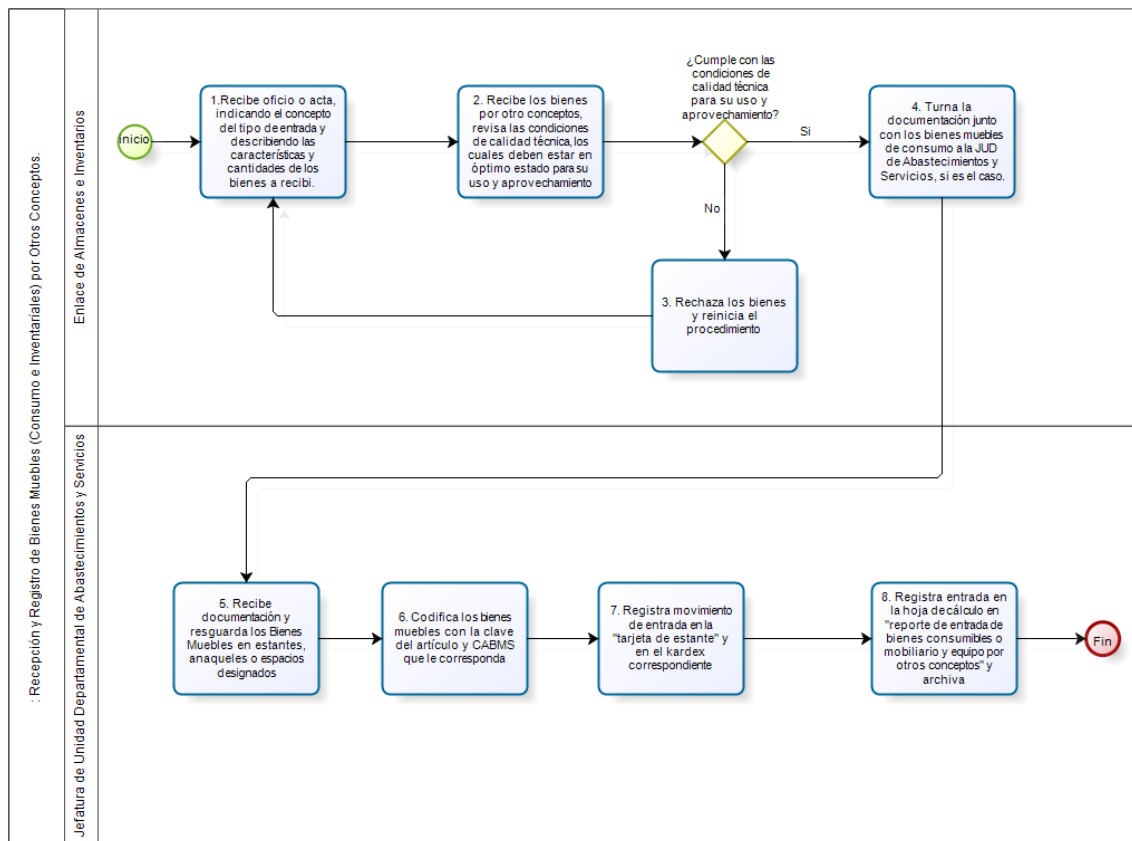 : Recepción y Registro de Bienes Muebles (Consumo e Inventariales) por Otros Conceptos.
Enlace de Almacenes e Inventarios
Inicio
1.Recibe oficio o acta,
indicando el concepto
del tipo de entrada y
describiendo las
características y
cantidades de los
bienes a recibi.
2. Recibe los bienes
por otro conceptos,
revisa las condiciones
de calidad técnica, los
cuales deben estar en
óptimo estado para su
uso y aprovechamiento
¿Cumple con las
condiciones de
calidad técnica
para su uso y
aprovechamiento?
Si
No
3. Rechaza los bienes
y reinicia el
procedimiento
4. Turna la
documentación junto
con los bienes muebles
de consumo a la JUD
de Abastecimientos y
Servicios, si es el caso.
Jefatura de Unidad Departamental de Abastecimientos y Servicios
5. Recibe
documentación y
resguarda los Bienes
Muebles en estantes,
anaqueles o espacios
designados
6. Codifica los bienes
muebles con la clave
del artículo y CABMS
que le corresponda
7. Registra movimiento
de entrada en la
"tarjeta de estante" y
en el kardex
correspondiente
8. Registra entrada en
la hoja de cálculo en
"reporte de entrada de
bienes consumibles o
mobiliario y equipo por
otros conceptos" y
archiva
Fin